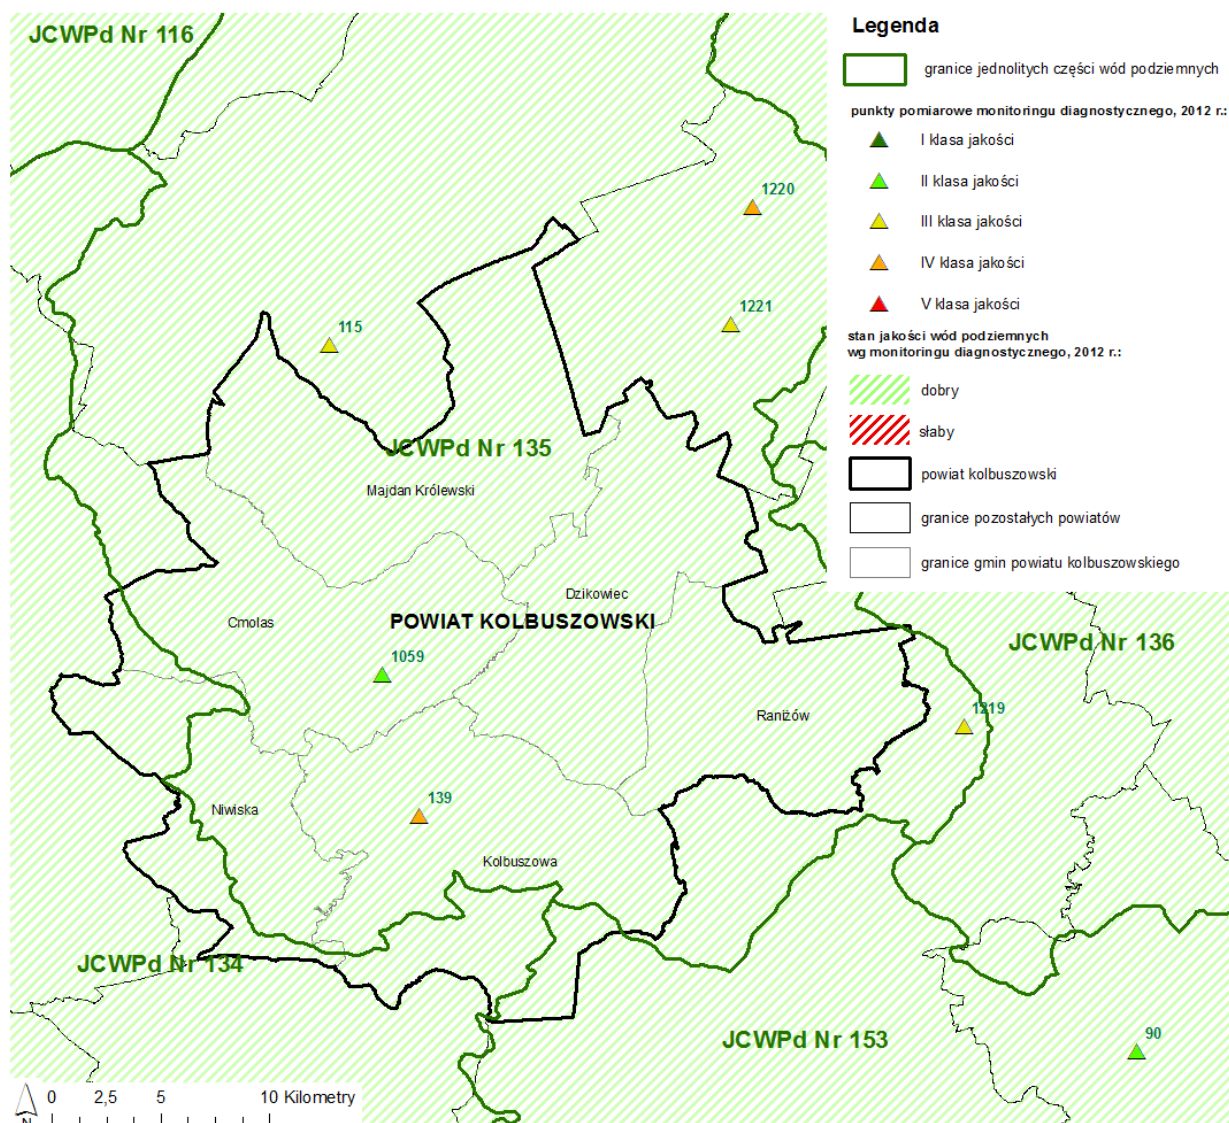 JCWPd Nr 116
1220
1221
115
JCWPd Nr 135
Majdan Królewski
Dzikowiec
POWIAT KOLBUSZOWSKI
Cmolas
1059
JCWPd Nr 136
1219
Raniżów
139
Niwiska
Kolbuszowa
JCWPd Nr 134
JCWPd Nr 153
90
N
0 2,5 5 10 Kilometry
Legenda
granice jednolitych części wód podziemnych
punkty pomiarowe monitoringu diagnostycznego, 2012 r.:
I klasa jakości
II klasa jakości
III klasa jakości
IV klasa jakości
V klasa jakości
stan jakości wód podziemnych
wg monitoringu diagnostycznego, 2012 r.:
dobry
słaby
powiat kolbuszowski
granice pozostałych powiatów
granice gmin powiatu kolbuszowskiego